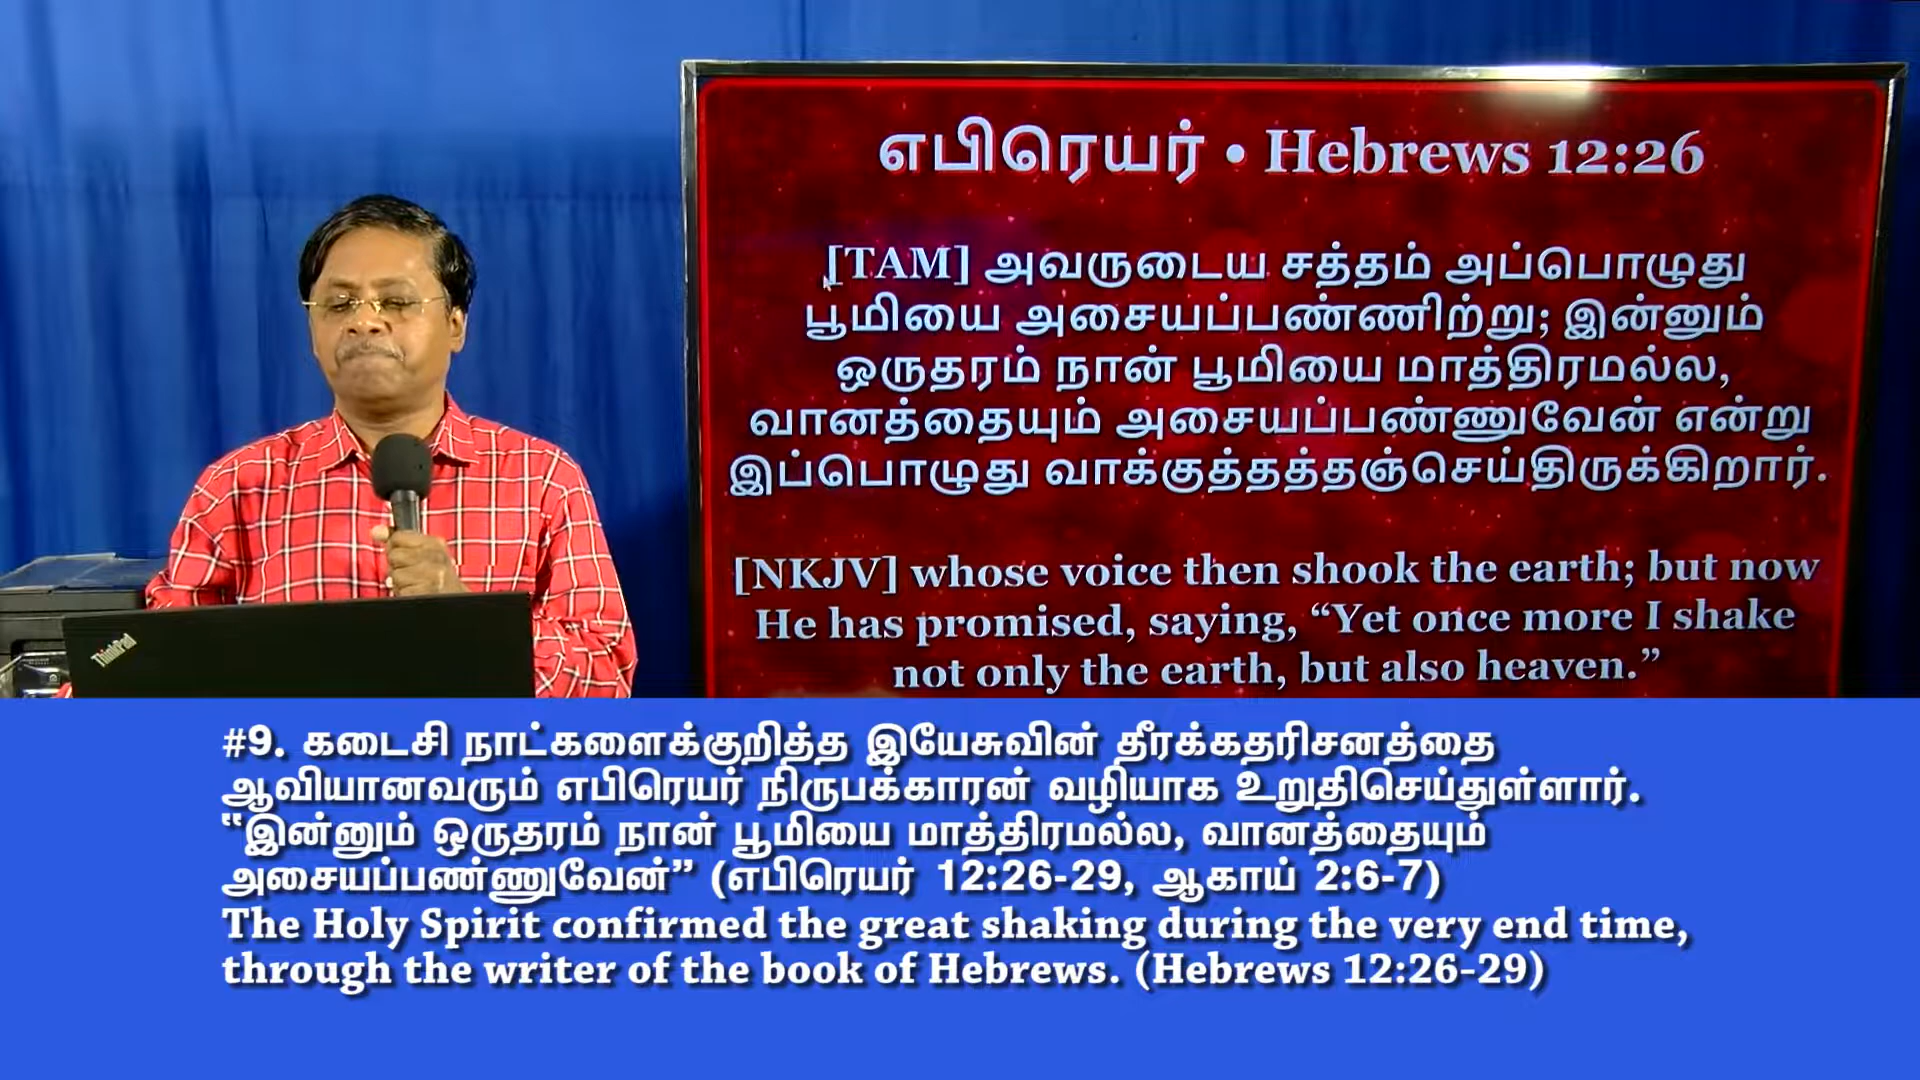 எபிரெயர் • Hebrews 12:26
[TAM] அவருடைய சத்தம் அப்பொழுது
பூமியை அசையப்பண்ணிற்று; இன்னும்
ஒருதரம் நான் பூமியை மாத்திரமல்ல,
வானத்தையும் அசையப்பண்ணுவேன் என்று
இப்பொழுது வாக்குத்தத்தஞ்செய்திருக்கிறார்.
[NKJV] whose voice then shook the earth; but now
He has promised, saying, “Yet once more I shake
not only the earth, but also heaven.”
ThinkPad
#9. கடைசி நாட்களைக்குறித்த இயேசுவின் தீரக்கதரிசனத்தை
ஆவியானவரும் எபிரெயர் நிருபக்காரன் வழியாக உறுதிசெய்துள்ளார்.
“இன்னும் ஒருதரம் நான் பூமியை மாத்திரமல்ல, வானத்தையும்
அசையப்பண்ணுவேன்” (எபிரெயர் 12:26-29, ஆகாய் 2:6-7)
The Holy Spirit confirmed the great shaking during the very end time,
through the writer of the book of Hebrews. (Hebrews 12:26-29)